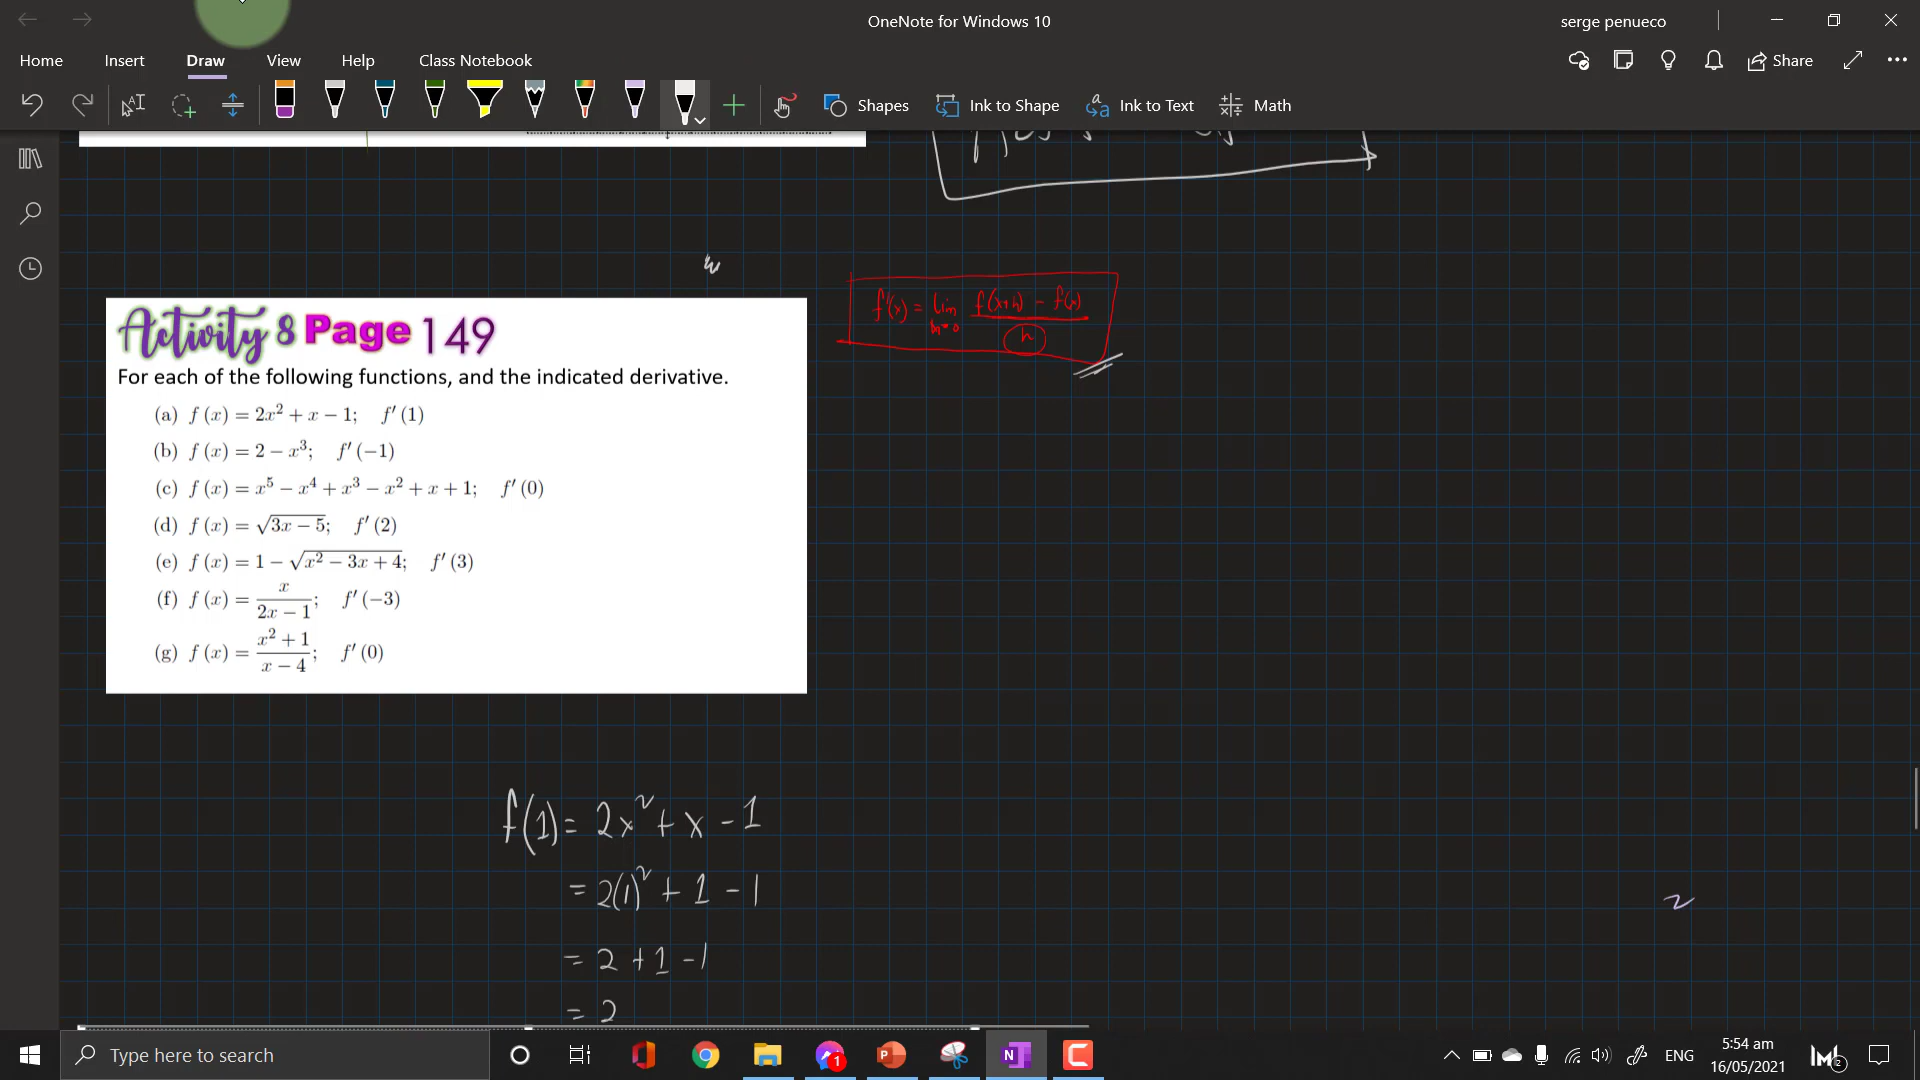 OneNote for Windows 10
serge penueco
Home Insert Draw View Help Class Notebook
Share
Shapes
Ink to Shape
Ink to Text
Math
f'(x) = lim f(x+h) - f(x)
h→0 h
Activity 8 Page 149
For each of the following functions, and the indicated derivative.
(a) f (x) = 2x² + x − 1; f′ (1)
(b) f (x) = 2 − x³; f′ (−1)
(c) f (x) = x⁵ − x⁴ + x³ − x² + x + 1; f′ (0)
(d) f (x) = √(3x − 5); f′ (2)
(e) f (x) = 1 − √(x² − 3x + 4); f′ (3)
(f) f (x) = x/(2x − 1); f′ (−3)
(g) f (x) = (x² + 1)/(x − 4); f′ (0)
f(1) = 2x² + x - 1
= 2(1)² + 1 - 1
= 2 + 1 - 1
= 2
2
Type here to search
1
ENG
5:54 am
16/05/2021
2